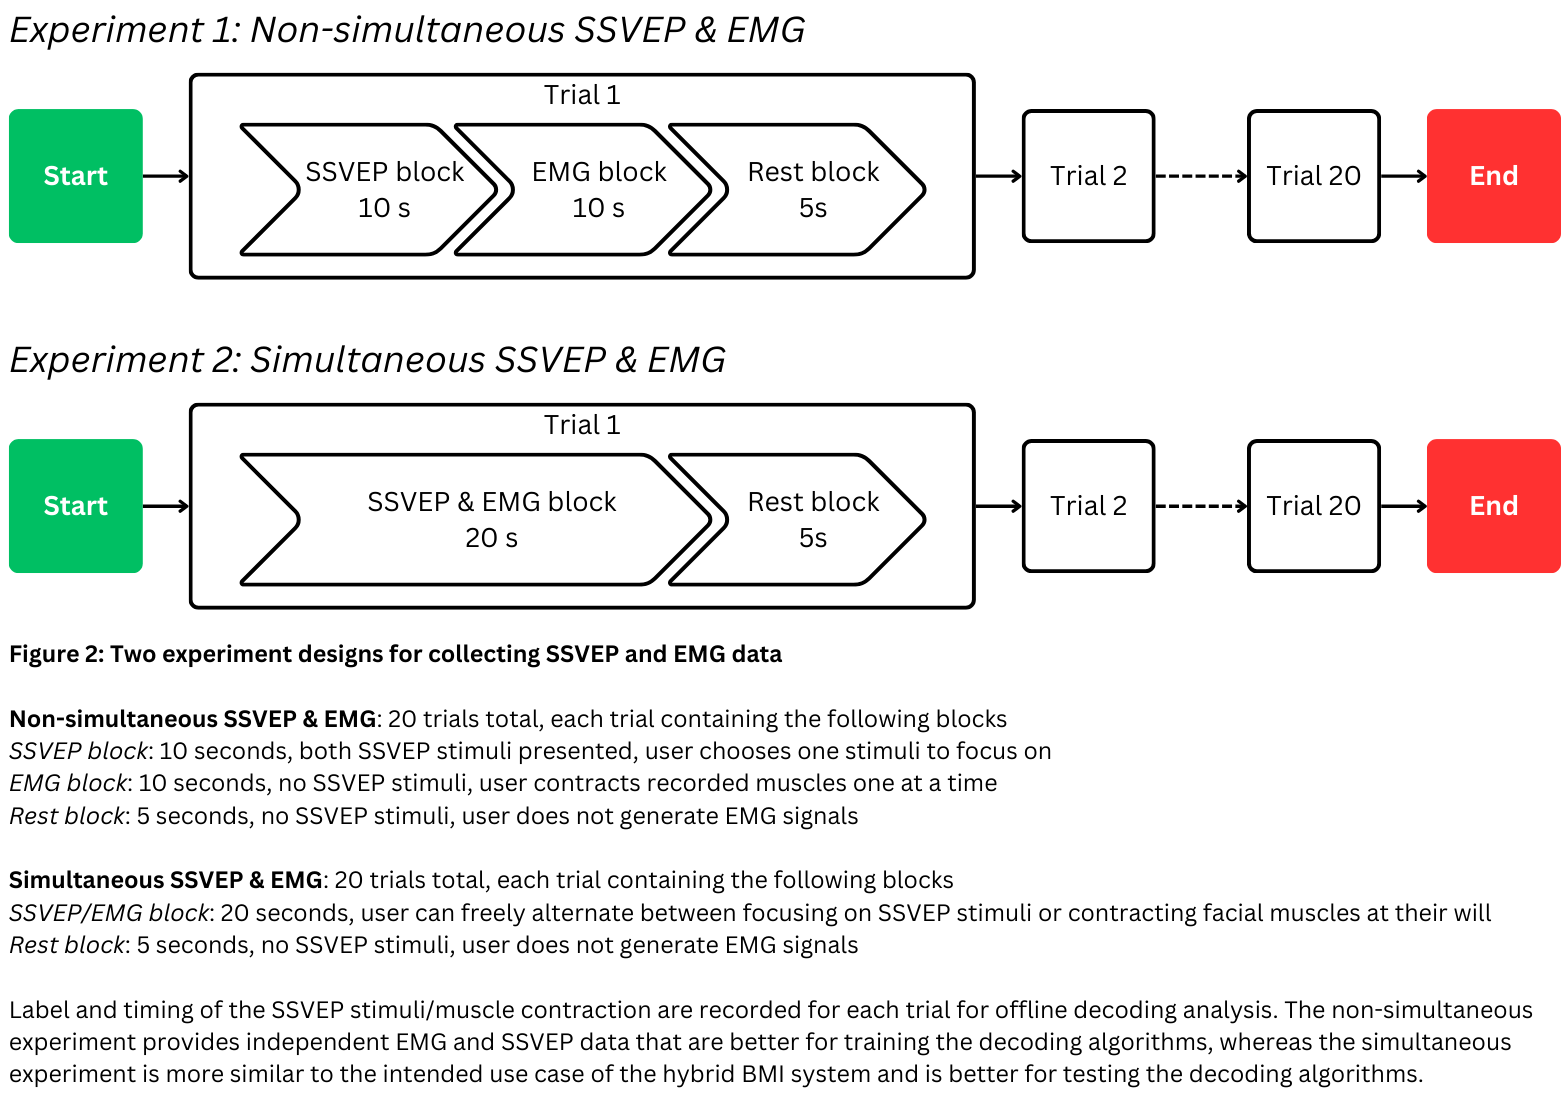 Experiment 1: Non-simultaneous SSVEP & EMG
Trial 1
Start
SSVEP block
10 s
EMG block
10 s
Rest block
5s
Trial 2
Trial 20
End
Experiment 2: Simultaneous SSVEP & EMG
Trial 1
Start
SSVEP & EMG block
20 s
Rest block
5s
Trial 2
Trial 20
End
Figure 2: Two experiment designs for collecting SSVEP and EMG data
Non-simultaneous SSVEP & EMG: 20 trials total, each trial containing the following blocks
SSVEP block: 10 seconds, both SSVEP stimuli presented, user chooses one stimuli to focus on
EMG block: 10 seconds, no SSVEP stimuli, user contracts recorded muscles one at a time
Rest block: 5 seconds, no SSVEP stimuli, user does not generate EMG signals
Simultaneous SSVEP & EMG: 20 trials total, each trial containing the following blocks
SSVEP/EMG block: 20 seconds, user can freely alternate between focusing on SSVEP stimuli or contracting facial muscles at their will
Rest block: 5 seconds, no SSVEP stimuli, user does not generate EMG signals
Label and timing of the SSVEP stimuli/muscle contraction are recorded for each trial for offline decoding analysis. The non-simultaneous
experiment provides independent EMG and SSVEP data that are better for training the decoding algorithms, whereas the simultaneous
experiment is more similar to the intended use case of the hybrid BMI system and is better for testing the decoding algorithms.